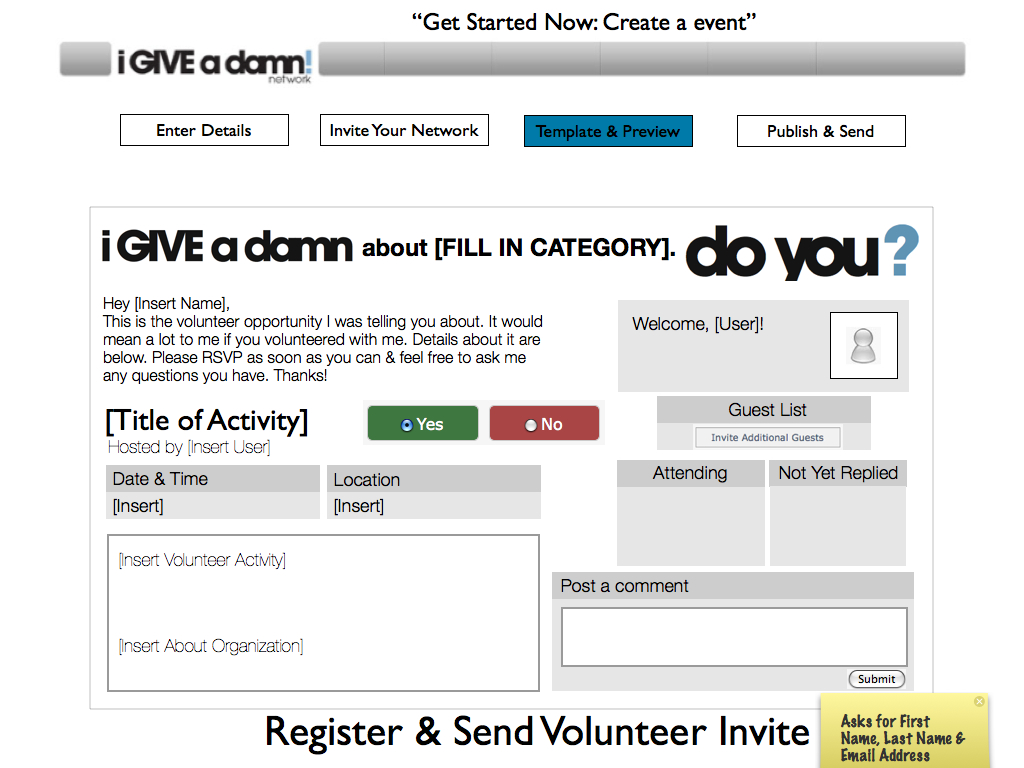 “Get Started Now: Create a event”
i GIVE a damn!
network
Enter Details
Invite Your Network
Template & Preview
Publish & Send
i GIVE a damn about [FILL IN CATEGORY]. do you?
Hey [Insert Name],
This is the volunteer opportunity I was telling you about. It would
mean a lot to me if you volunteered with me. Details about it are
below. Please RSVP as soon as you can & feel free to ask me
any questions you have. Thanks!
Welcome, [User]!
[Title of Activity]
Hosted by [Insert User]
Yes
No
Guest List
Invite Additional Guests
Date & Time
[Insert]
Location
[Insert]
Attending
Not Yet Replied
[Insert Volunteer Activity]
[Insert About Organization]
Post a comment
Submit
Register & Send Volunteer Invite
Asks for First
Name, Last Name &
Email Address